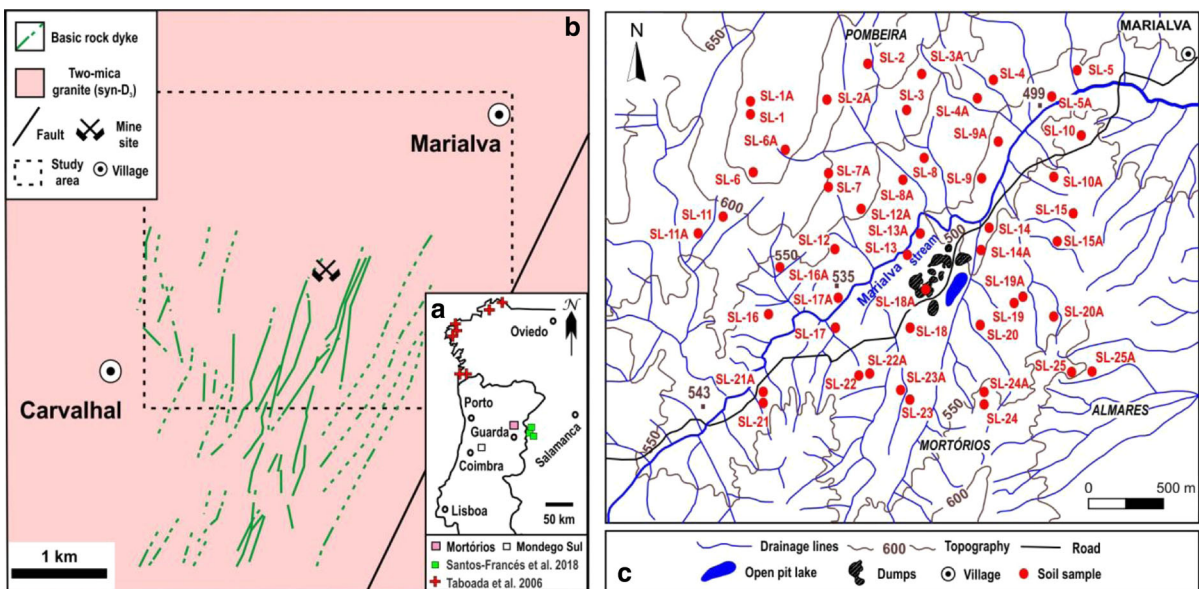 b
Basic rock dyke
Two-mica
granite (syn-D3)
Fault
Mine
site
Study
area
Village
Marialva
Carvalhal
1 km
a
N
Oviedo
Porto
Guarda
Coimbra
Salamanca
Lisboa
50 km
Mortórios
Mondego Sul
Santos-Francés et al. 2018
Taboada et al. 2006
N
650
POMBEIRA
MARIALVA
SL-2
SL-3A
SL-4
SL-5
SL-1A
SL-2A
SL-3
SL-4A
499
SL-5A
SL-1
SL-6A
SL-9A
SL-10
SL-6
SL-7A
SL-8
SL-7
SL-8A
SL-9
SL-10A
SL-11
600
SL-12A
SL-15
SL-11A
SL-13A
500
SL-14
SL-12
SL-13
SL-15A
550
SL-14A
SL-16A
535
Marialva stream
SL-17A
SL-18A
SL-19A
SL-16
SL-19
SL-20A
SL-17
SL-18
SL-20
SL-22A
SL-25
SL-25A
SL-21A
SL-22
SL-23A
SL-24A
543
SL-23
550
SL-24
ALMARES
SL-21
550
MORTÓRIOS
600
0 500 m
Drainage lines
600
Topography
Road
Open pit lake
Dumps
Village
Soil sample
c